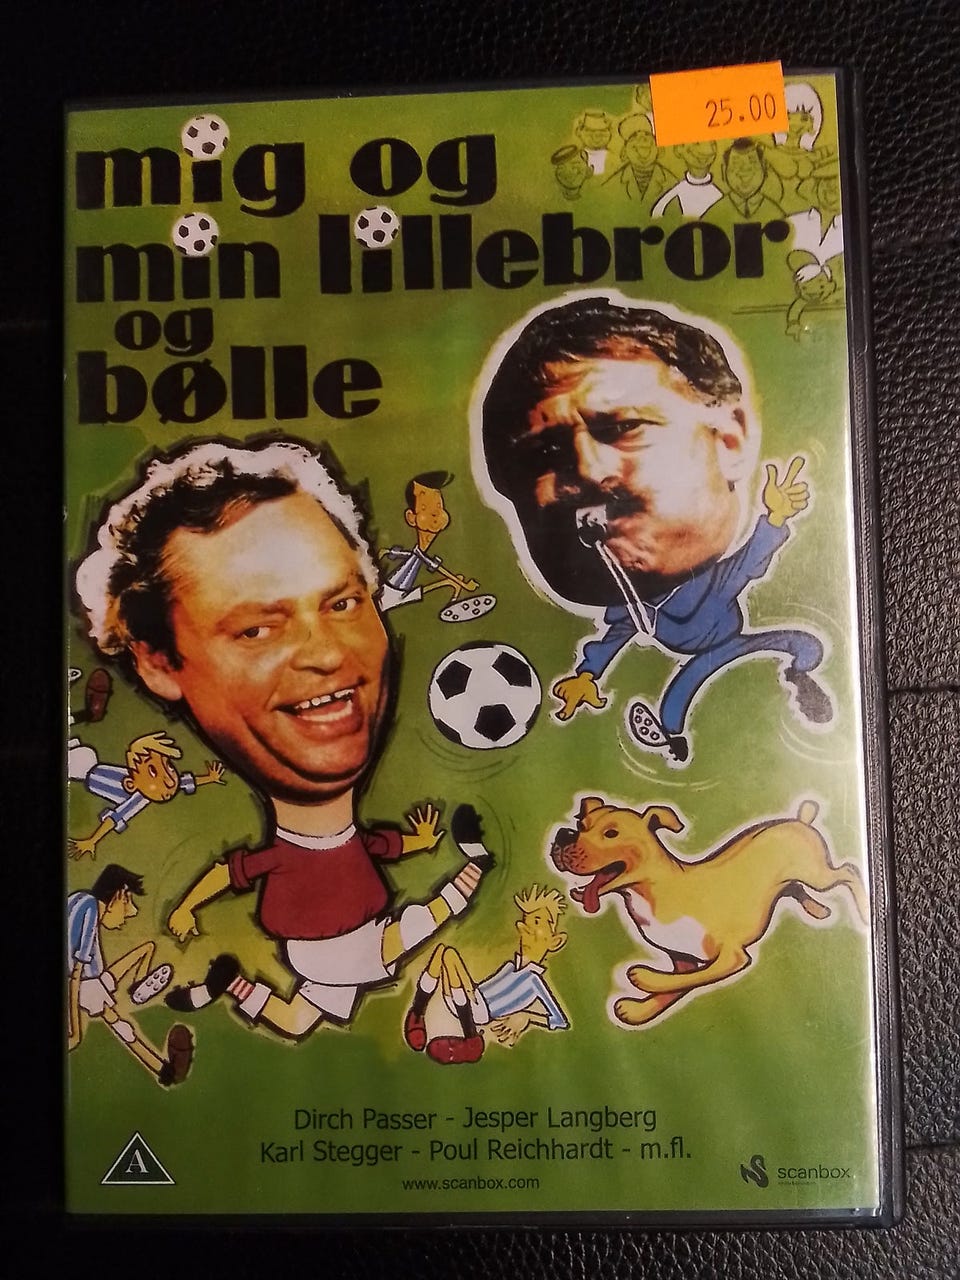 25.00
mig og
min lillebror
og
bølle
Dirch Passer - Jesper Langberg
Karl Stegger - Poul Reichhardt - m.fl.
www.scanbox.com
A
scanbox